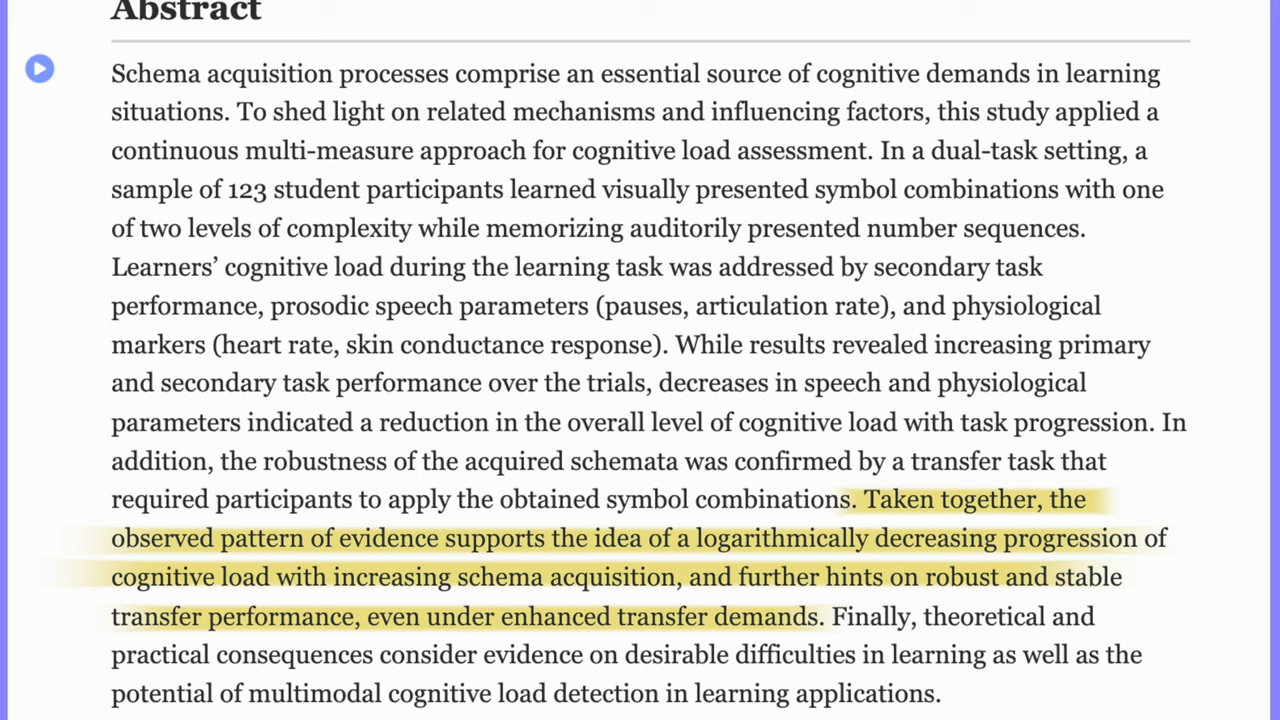 Abstract
Schema acquisition processes comprise an essential source of cognitive demands in learning
situations. To shed light on related mechanisms and influencing factors, this study applied a
continuous multi-measure approach for cognitive load assessment. In a dual-task setting, a
sample of 123 student participants learned visually presented symbol combinations with one
of two levels of complexity while memorizing auditorily presented number sequences.
Learners’ cognitive load during the learning task was addressed by secondary task
performance, prosodic speech parameters (pauses, articulation rate), and physiological
markers (heart rate, skin conductance response). While results revealed increasing primary
and secondary task performance over the trials, decreases in speech and physiological
parameters indicated a reduction in the overall level of cognitive load with task progression. In
addition, the robustness of the acquired schemata was confirmed by a transfer task that
required participants to apply the obtained symbol combinations. Taken together, the
observed pattern of evidence supports the idea of a logarithmically decreasing progression of
cognitive load with increasing schema acquisition, and further hints on robust and stable
transfer performance, even under enhanced transfer demands. Finally, theoretical and
practical consequences consider evidence on desirable difficulties in learning as well as the
potential of multimodal cognitive load detection in learning applications.